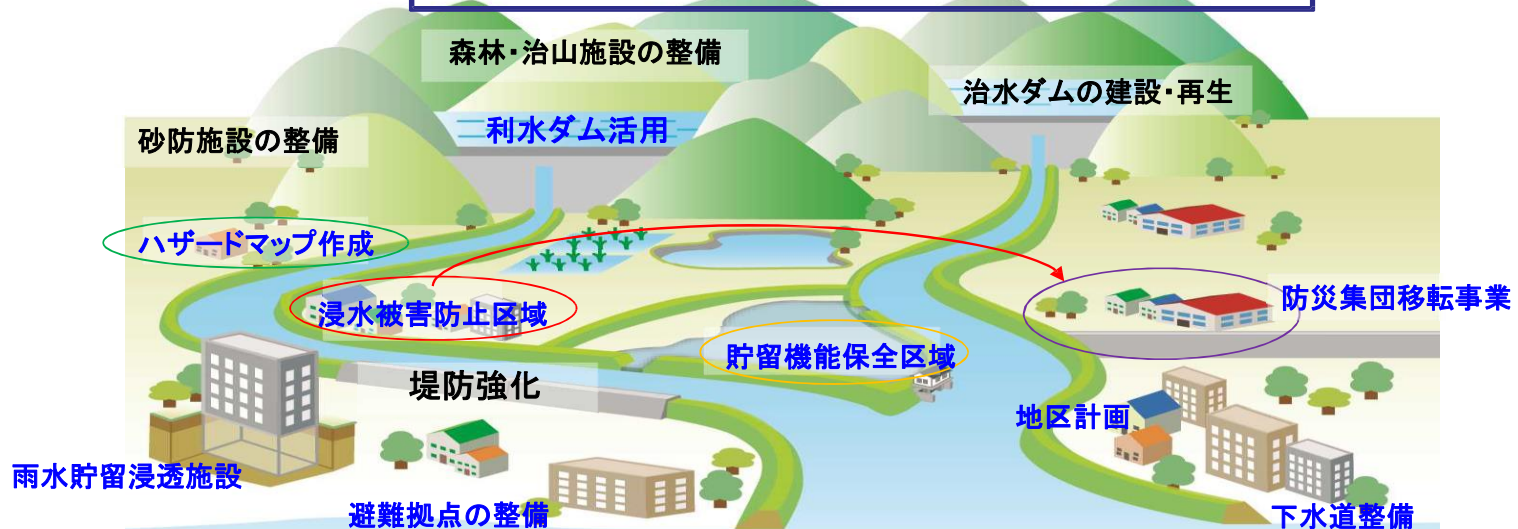 森林・治山施設の整備
治水ダムの建設・再生
利水ダム活用
砂防施設の整備
ハザードマップ作成
浸水被害防止区域
防災集団移転事業
貯留機能保全区域
堤防強化
地区計画
雨水貯留浸透施設
避難拠点の整備
下水道整備